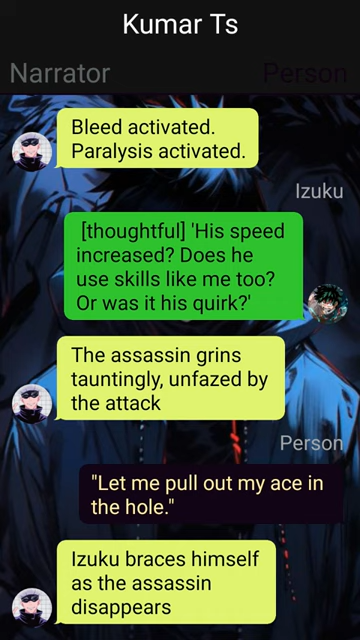 Kumar Ts
Narrator
Person
Bleed activated.
Paralysis activated.
Izuku
[thoughtful] 'His speed
increased? Does he
use skills like me too?
Or was it his quirk?'
The assassin grins
tauntingly, unfazed by
the attack
Person
"Let me pull out my ace in
the hole."
Izuku braces himself
as the assassin
disappears